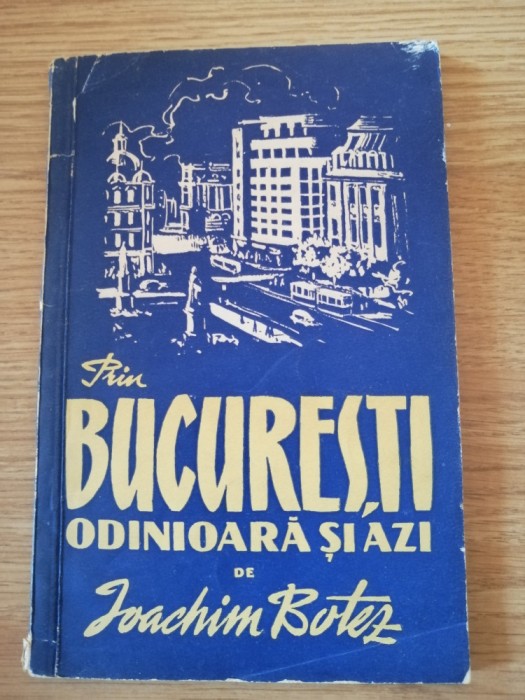 Prin
BUCUREȘTI
ODINIOARĂ ȘI AZI
DE
Joachim Botez